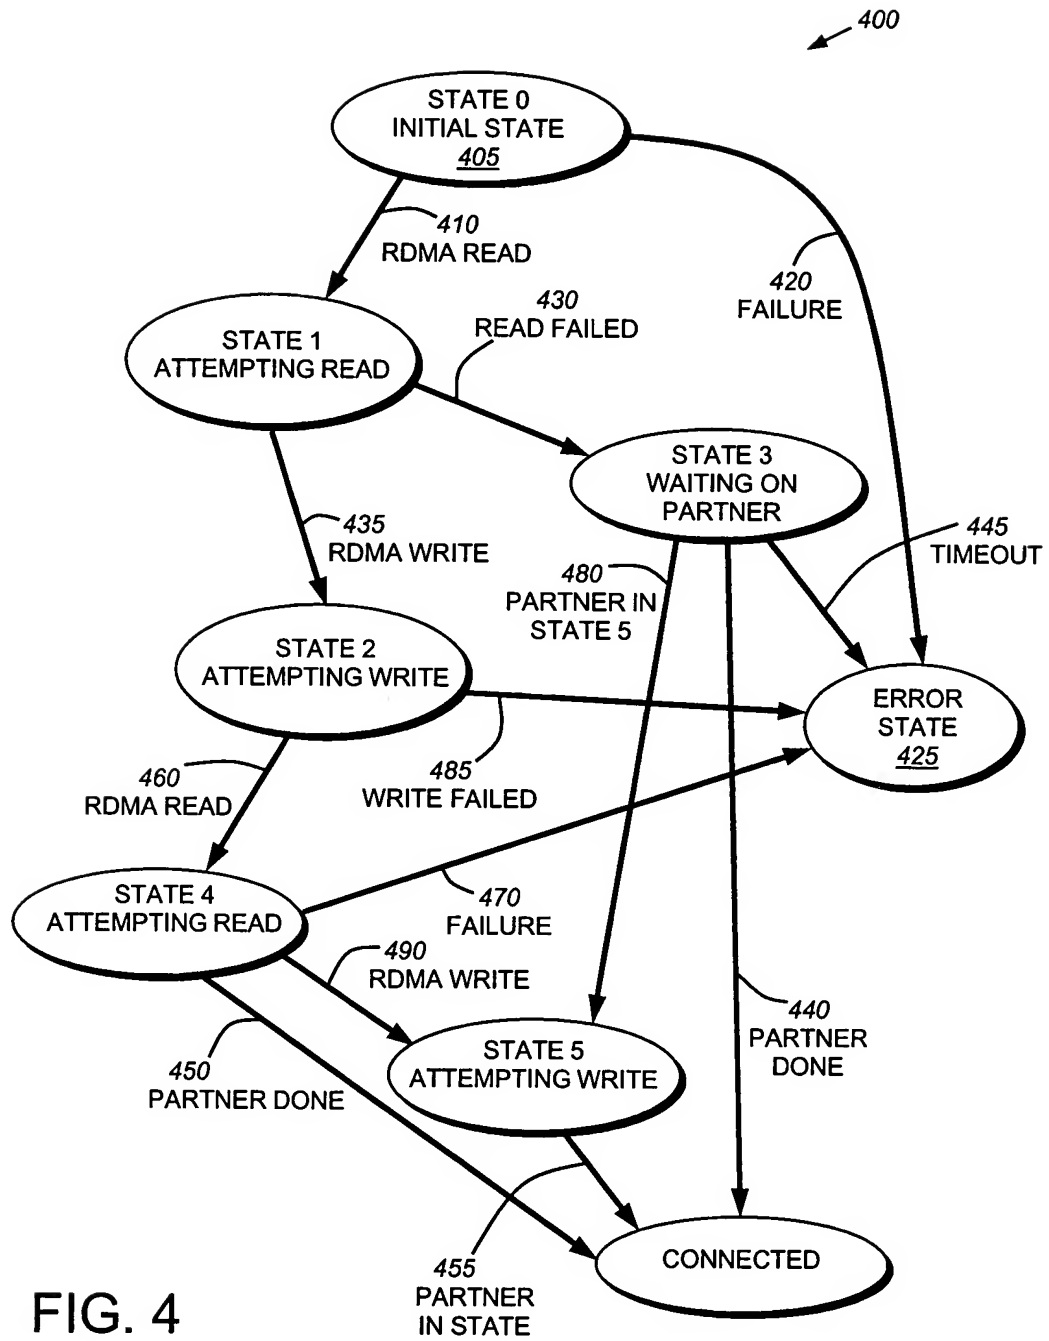 400
STATE 0
INITIAL STATE
405
410
RDMA READ
420
FAILURE
STATE 1
ATTEMPTING READ
430
READ FAILED
STATE 3
WAITING ON
PARTNER
435
RDMA WRITE
445
TIMEOUT
480
PARTNER IN
STATE 5
STATE 2
ATTEMPTING WRITE
ERROR
STATE
425
460
RDMA READ
485
WRITE FAILED
STATE 4
ATTEMPTING READ
470
FAILURE
490
RDMA WRITE
440
PARTNER
DONE
STATE 5
ATTEMPTING WRITE
450
PARTNER DONE
CONNECTED
455
PARTNER
IN STATE
FIG. 4